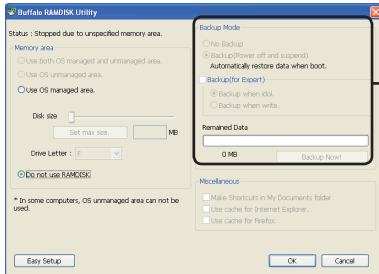 Buffalo RAMDISK Utility
Status : Stopped due to unspecified memory area.
Memory area
Use both OS managed and unmanaged area.
Use OS unmanaged area.
Use OS managed area.
Disk size
Set max size.
MB
Drive Letter : F
Do not use RAMDISK
* In some computers, OS unmanaged area can not be
used.
Easy Setup
Backup Mode
No Backup
Backup(Power off and suspend)
Automatically restore data when boot.
Backup(for Expert)
Backup when idol.
Backup when write.
Remained Data
0 MB
Backup Now!
Miscellaneous
Make Shortcuts in My Documents folder
Use cache for Internet Explorer.
Use cache for Firefox.
OK
Cancel